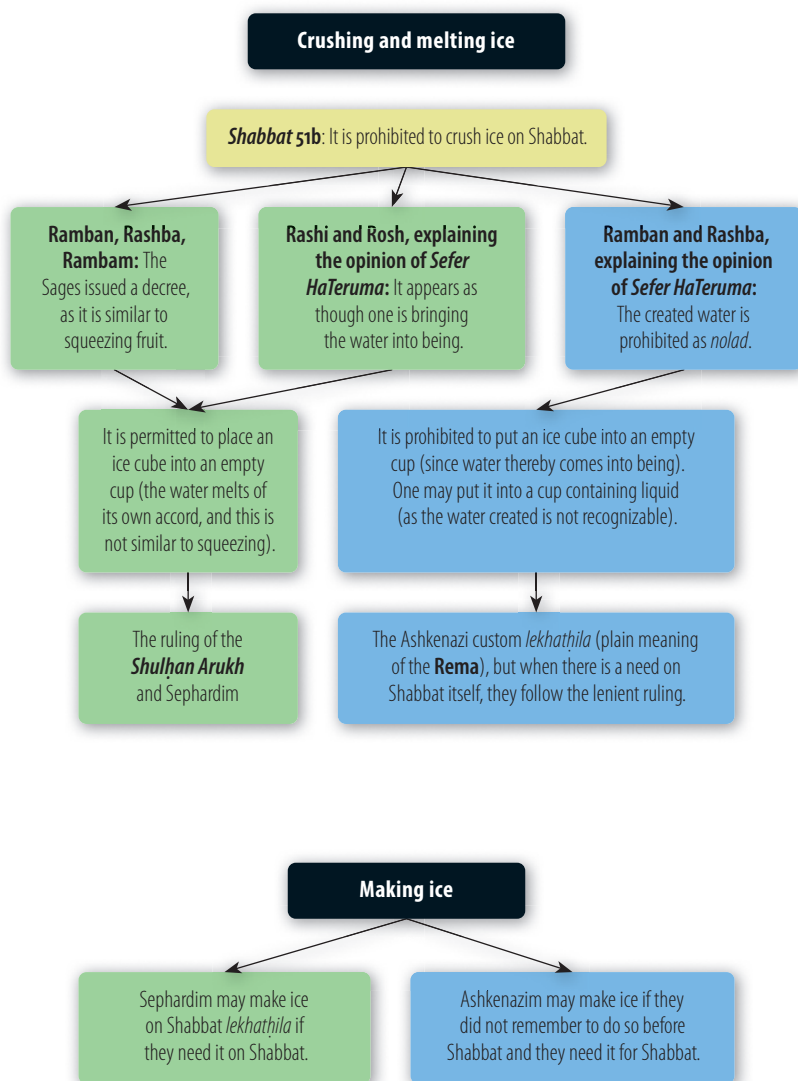 Crushing and melting ice
Shabbat 51b: It is prohibited to crush ice on Shabbat.
Ramban, Rashba,
Rambam: The
Sages issued a decree,
as it is similar to
squeezing fruit.
Rashi and Rosh, explaining
the opinion of Sefer
HaTeruma: It appears as
though one is bringing
the water into being.
Ramban and Rashba,
explaining the opinion
of Sefer HaTeruma:
The created water is
prohibited as nolad.
It is permitted to place an
ice cube into an empty
cup (the water melts of
its own accord, and this is
not similar to squeezing).
It is prohibited to put an ice cube into an empty
cup (since water thereby comes into being).
One may put it into a cup containing liquid
(as the water created is not recognizable).
The ruling of the
Shulḥan Arukh
and Sephardim
The Ashkenazi custom lekhatḥila (plain meaning
of the Rema), but when there is a need on
Shabbat itself, they follow the lenient ruling.
Making ice
Sephardim may make ice
on Shabbat lekhatḥila if
they need it on Shabbat.
Ashkenazim may make ice if they
did not remember to do so before
Shabbat and they need it for Shabbat.